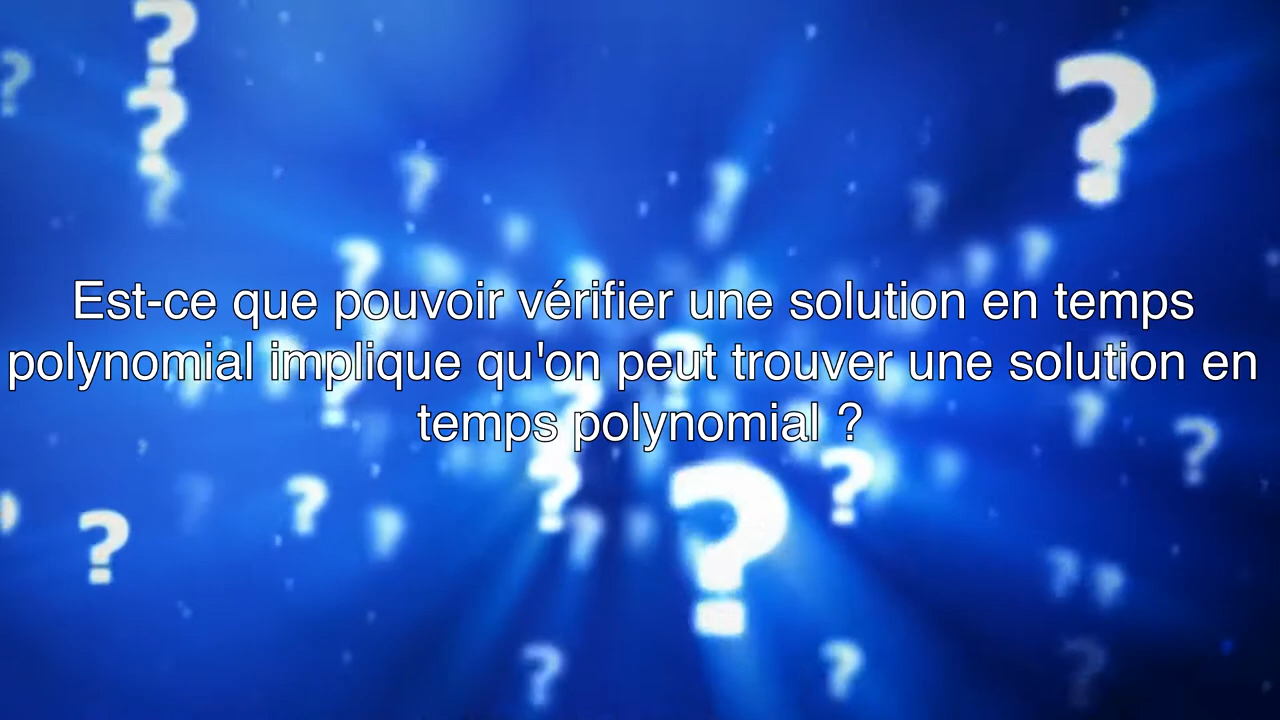 Est-ce que pouvoir vérifier une solution en temps
polynomial implique qu'on peut trouver une solution en
temps polynomial ?